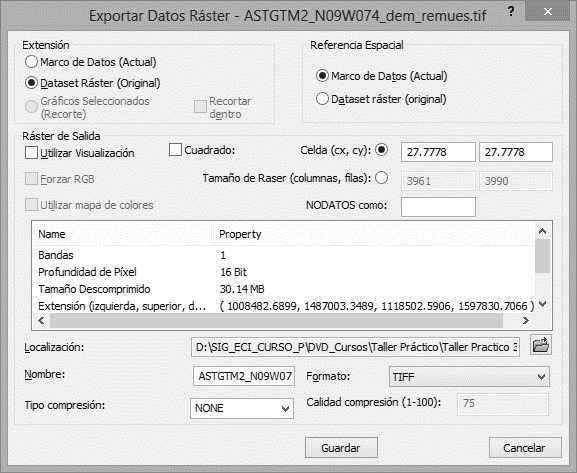 Exportar Datos Ráster - ASTGTM2_N09W074_dem_remues.tif
Extensión
Marco de Datos (Actual)
Dataset Ráster (Original)
Gráficos Seleccionados (Recorte)
Recortar dentro
Referencia Espacial
Marco de Datos (Actual)
Dataset ráster (original)
Ráster de Salida
Utilizar Visualización
Cuadrado:
Celda (cx, cy):
27.7778
27.7778
Forzar RGB
Tamaño de Raser (columnas, filas):
3961
3990
Utilizar mapa de colores
NODATOS como:
Name Property
Bandas 1
Profundidad de Píxel 16 Bit
Tamaño Descomprimido 30.14 MB
Extensión (izquierda, superior, d... ( 1008482.6899, 1487003.3489, 1118502.5906, 1597830.7066 )
Localización: D:\SIG_ECI_CURSO_P\DVD_Cursos\Taller Práctico\Taller Practico 3
Nombre: ASTGTM2_N09W07
Formato: TIFF
Tipo compresión: NONE
Calidad compresión (1-100): 75
Guardar
Cancelar